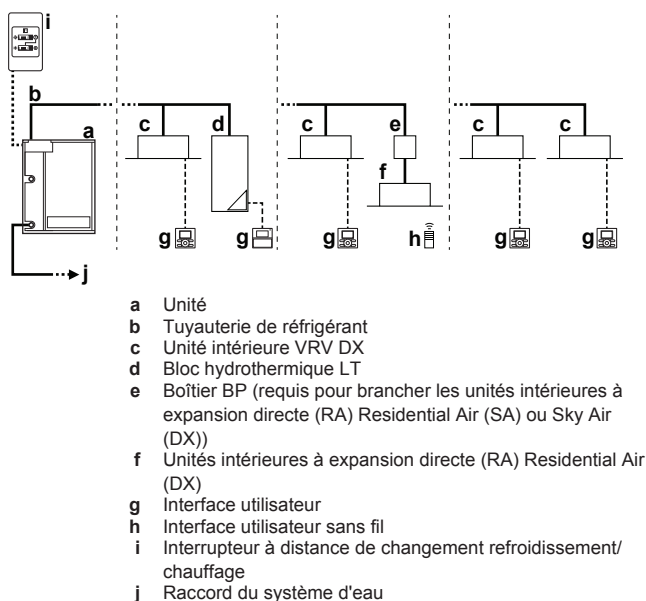 i
b
a
c
d
c
e
c
c
f
g
g
g
h
g
g
j
a Unité
b Tuyauterie de réfrigérant
c Unité intérieure VRV DX
d Bloc hydrothermique LT
e Boîtier BP (requis pour brancher les unités intérieures à
expansion directe (RA) Residential Air (SA) ou Sky Air
(DX))
f Unités intérieures à expansion directe (RA) Residential Air
(DX)
g Interface utilisateur
h Interface utilisateur sans fil
i Interrupteur à distance de changement refroidissement/
chauffage
j Raccord du système d'eau